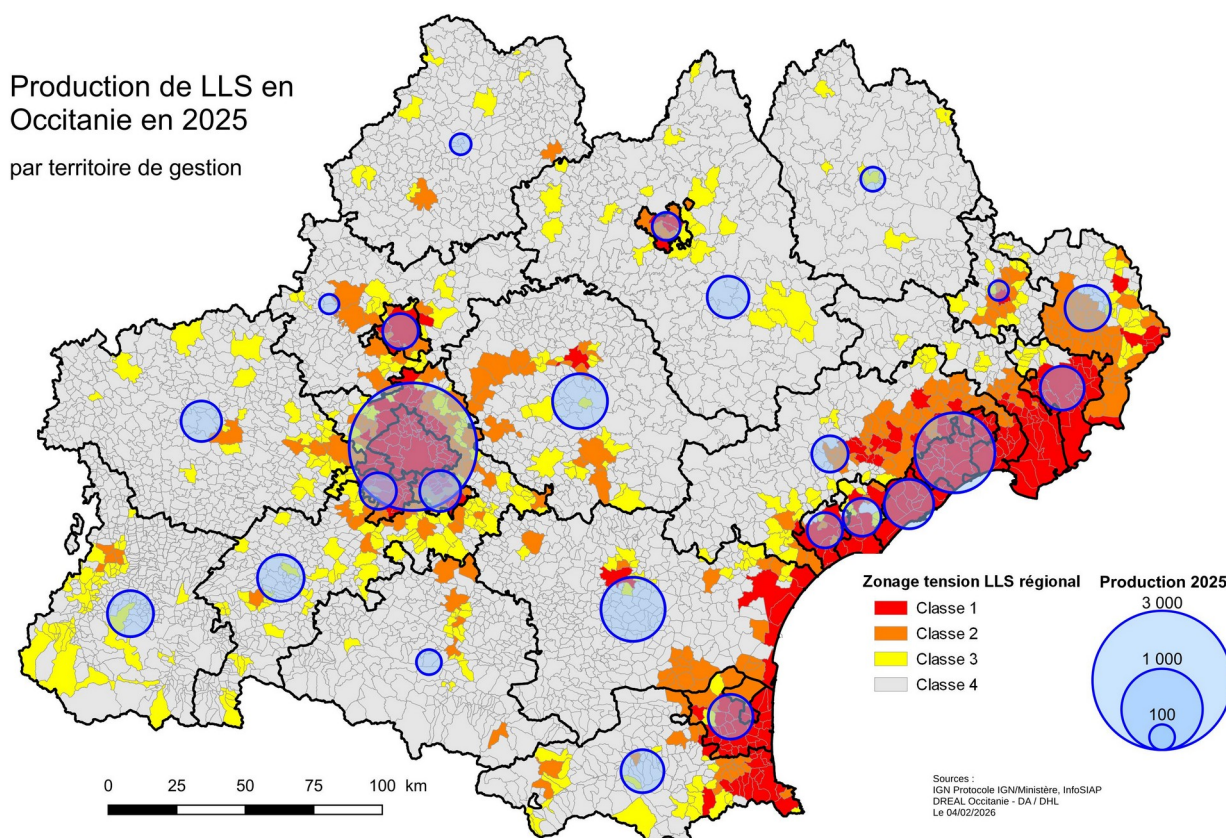 Production de LLS en
Occitanie en 2025
par territoire de gestion
Zonage tension LLS régional
Classe 1
Classe 2
Classe 3
Classe 4
Production 2025
3 000
1 000
100
0 25 50 75 100 km
Sources :
IGN Protocole IGN/Ministère, InfoSIAP
DREAL Occitanie - DA / DHL
Le 04/02/2026